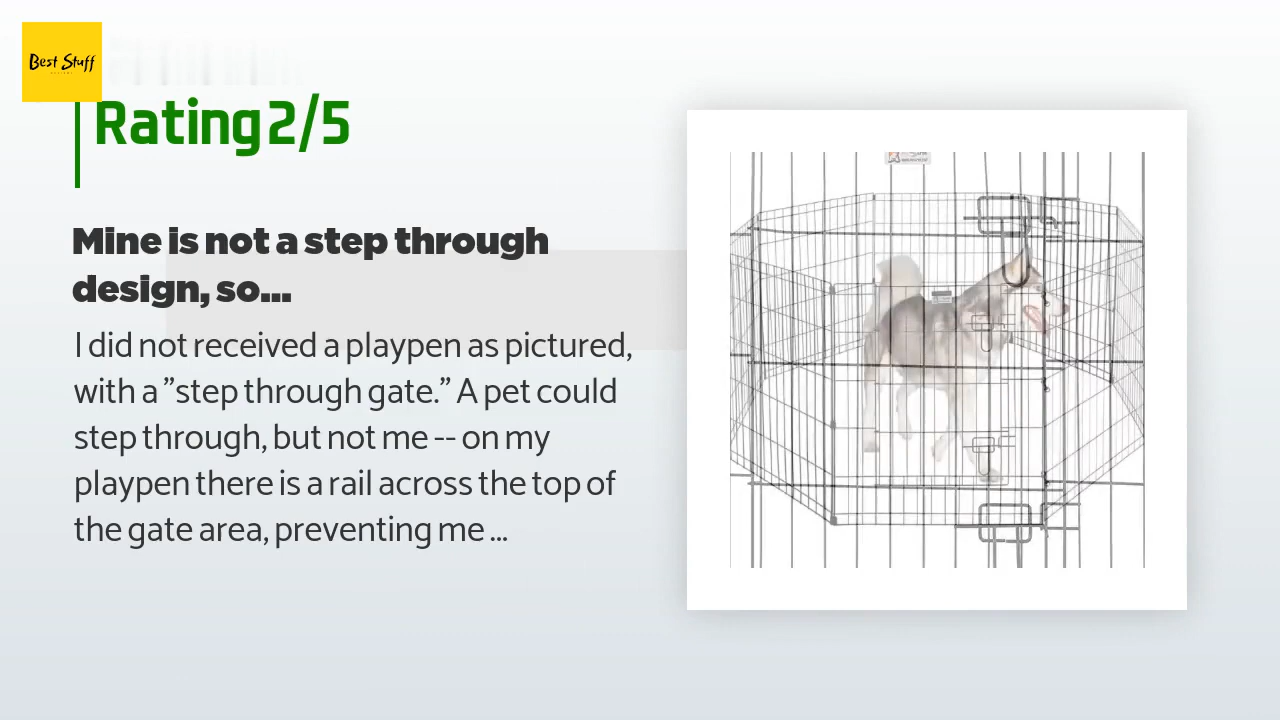 Best Stuff
Rating 2/5
Mine is not a step through
design, so...
I did not received a playpen as pictured,
with a "step through gate." A pet could
step through, but not me -- on my
playpen there is a rail across the top of
the gate area, preventing me ...